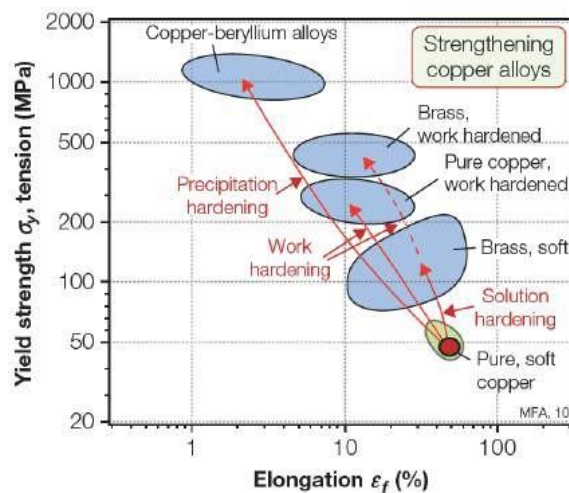 Copper-beryllium alloys
Strengthening
copper alloys
Brass,
work hardened
Pure copper,
work hardened
Precipitation
hardening
Work
hardening
Brass, soft
Solution
hardening
Pure, soft
copper
MFA, 10
Yield strength σy, tension (MPa)
2000
1000
500
200
100
50
20
1
10
100
Elongation εf (%)